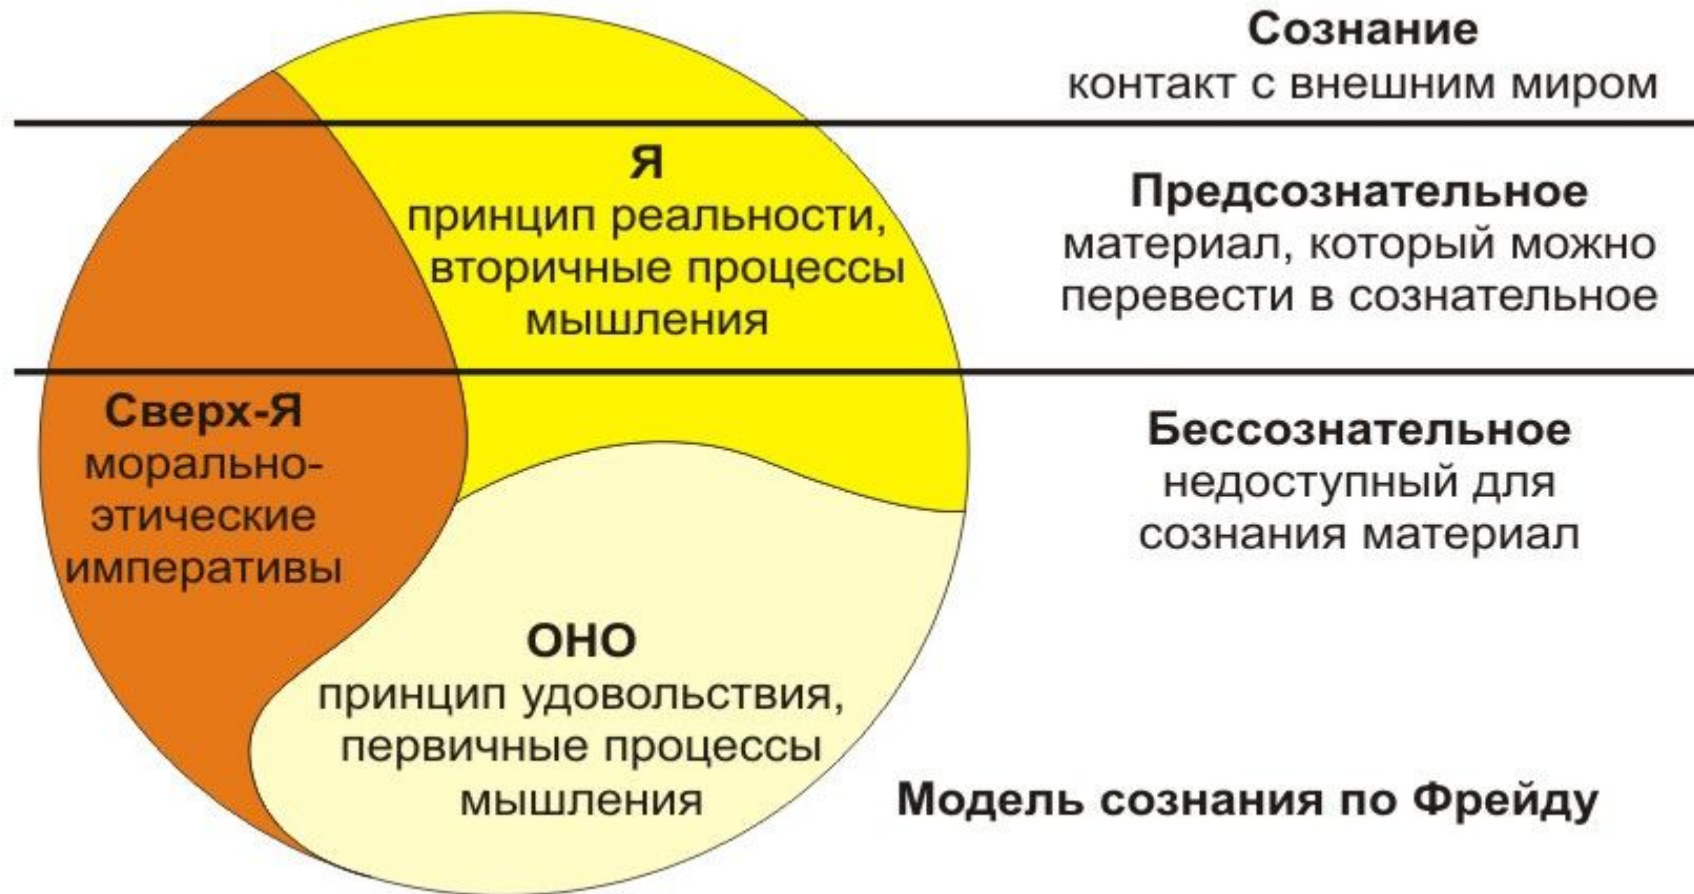 Сознание
контакт с внешним миром
Я
принцип реальности,
вторичные процессы
мышления
Предсознательное
материал, который можно
перевести в сознательное
Сверх-Я
морально-
этические
императивы
Бессознательное
недоступный для
сознания материал
ОНО
принцип удовольствия,
первичные процессы
мышления
Модель сознания по Фрейду